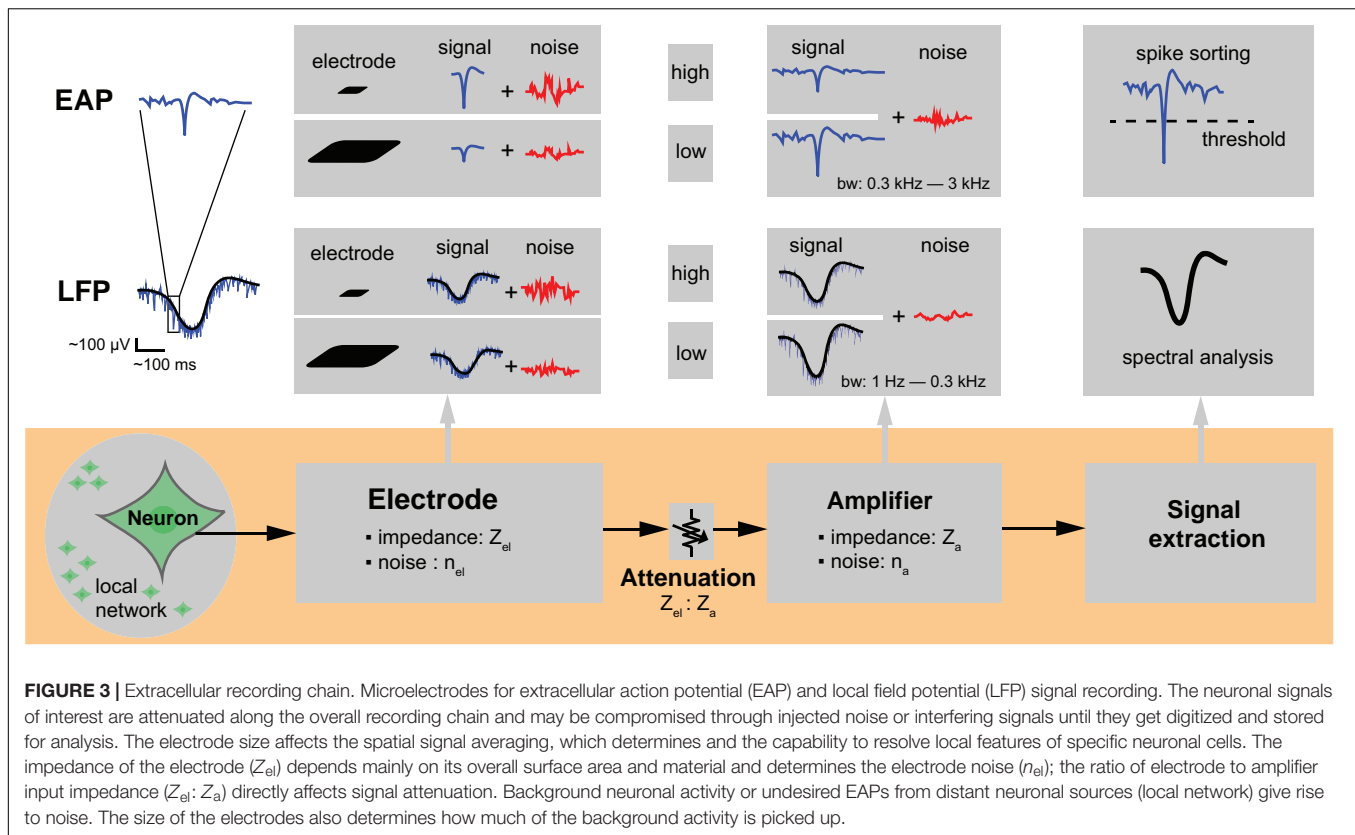 EAP
electrode
signal
noise
+
+
high
low
signal
noise
+
bw: 0.3 kHz — 3 kHz
spike sorting
threshold
LFP
~100 µV
~100 ms
electrode
signal
noise
+
+
high
low
signal
noise
+
bw: 1 Hz — 0.3 kHz
spectral analysis
Neuron
local
network
Electrode
▪ impedance: Zel
▪ noise : nel
Attenuation
Zel : Za
Amplifier
▪ impedance: Za
▪ noise: na
Signal
extraction
FIGURE 3 | Extracellular recording chain. Microelectrodes for extracellular action potential (EAP) and local field potential (LFP) signal recording. The neuronal signals
of interest are attenuated along the overall recording chain and may be compromised through injected noise or interfering signals until they get digitized and stored
for analysis. The electrode size affects the spatial signal averaging, which determines and the capability to resolve local features of specific neuronal cells. The
impedance of the electrode (Zel) depends mainly on its overall surface area and material and determines the electrode noise (nel); the ratio of electrode to amplifier
input impedance (Zel: Za) directly affects signal attenuation. Background neuronal activity or undesired EAPs from distant neuronal sources (local network) give rise
to noise. The size of the electrodes also determines how much of the background activity is picked up.